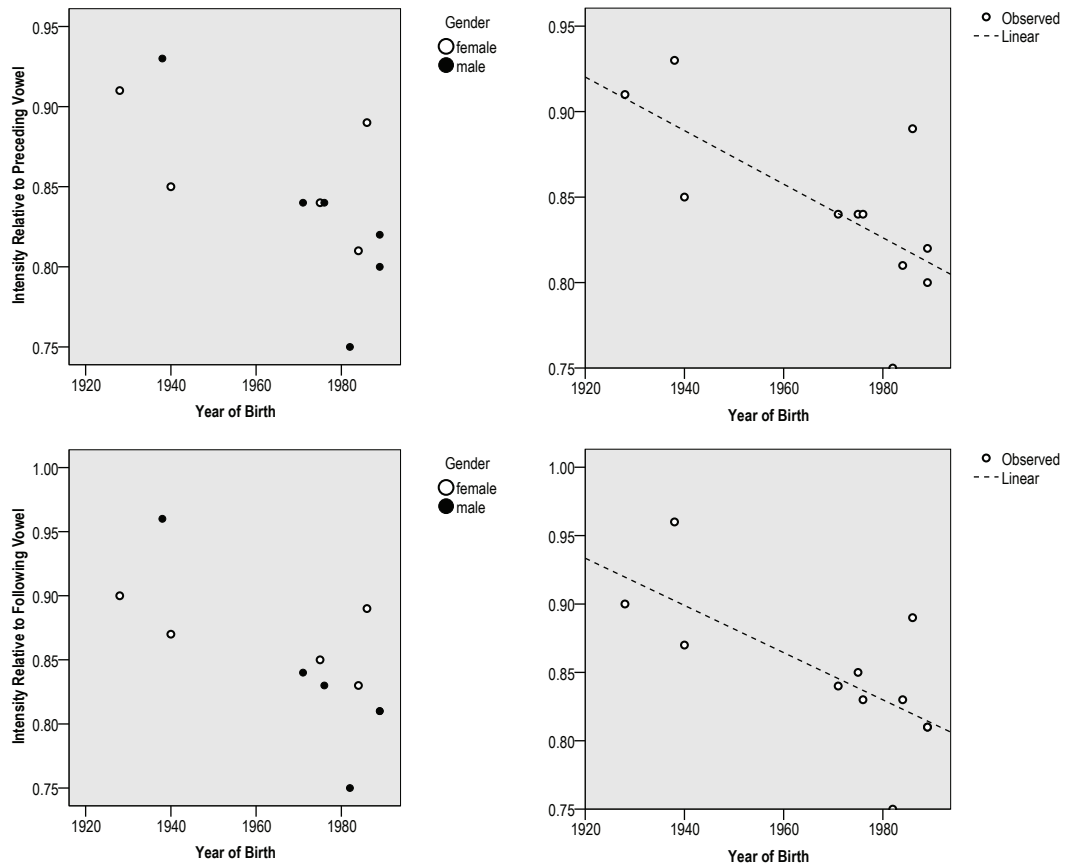 Intensity Relative to Preceding Vowel
0.95
0.90
0.85
0.80
0.75
1920 1940 1960 1980
Year of Birth
Gender
female
male
0.95
0.90
0.85
0.80
0.75
1920 1940 1960 1980
Year of Birth
Observed
Linear
Intensity Relative to Following Vowel
1.00
0.95
0.90
0.85
0.80
0.75
1920 1940 1960 1980
Year of Birth
Gender
female
male
1.00
0.95
0.90
0.85
0.80
0.75
1920 1940 1960 1980
Year of Birth
Observed
Linear